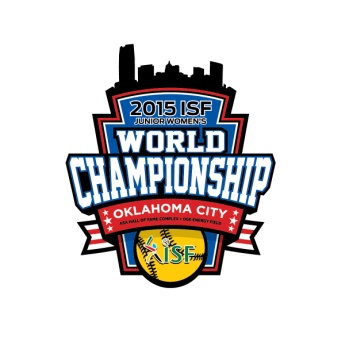 2015 ISF
JUNIOR WOMEN'S
WORLD
CHAMPIONSHIP
OKLAHOMA CITY
ASA HALL OF FAME COMPLEX • OGE ENERGY FIELD
ISF